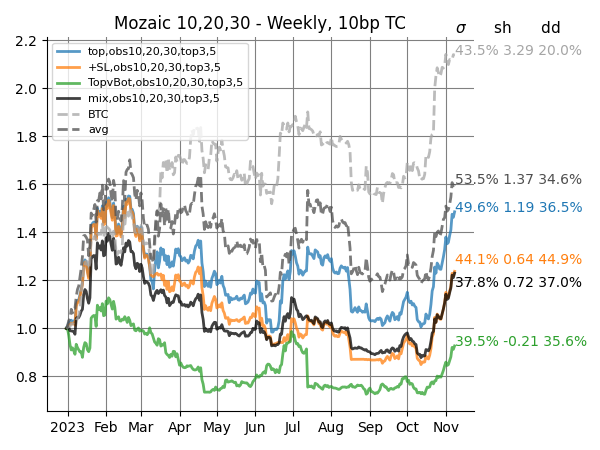 Mozaic 10,20,30 - Weekly, 10bp TC
σ sh dd
top,obs10,20,30,top3,5
+SL,obs10,20,30,top3,5
TopvBot,obs10,20,30,top3,5
mix,obs10,20,30,top3,5
BTC
avg
43.5% 3.29 20.0%
53.5% 1.37 34.6%
49.6% 1.19 36.5%
44.1% 0.64 44.9%
37.8% 0.72 37.0%
39.5% -0.21 35.6%
2.2
2.0
1.8
1.6
1.4
1.2
1.0
0.8
2023 Feb Mar Apr May Jun Jul Aug Sep Oct Nov